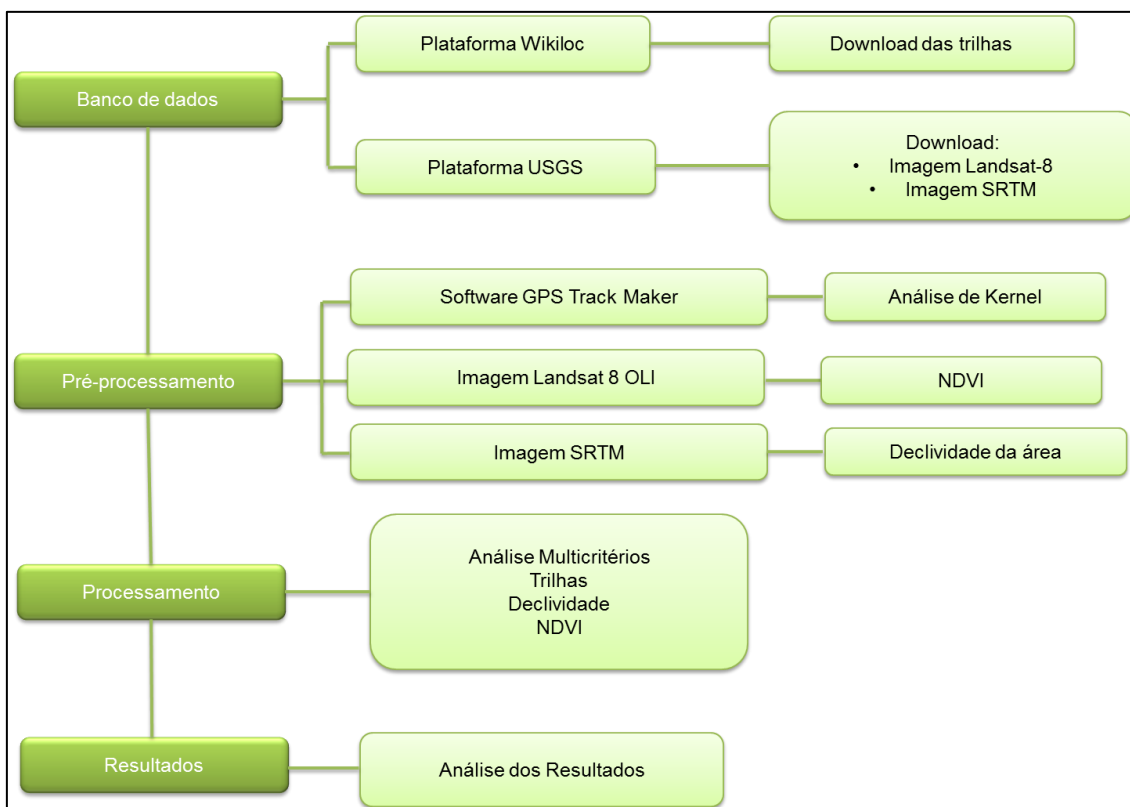 Banco de dados
Plataforma Wikiloc
Download das trilhas
Plataforma USGS
Download:
• Imagem Landsat-8
• Imagem SRTM
Pré-processamento
Software GPS Track Maker
Análise de Kernel
Imagem Landsat 8 OLI
NDVI
Imagem SRTM
Declividade da área
Processamento
Análise Multicritérios
Trilhas
Declividade
NDVI
Resultados
Análise dos Resultados